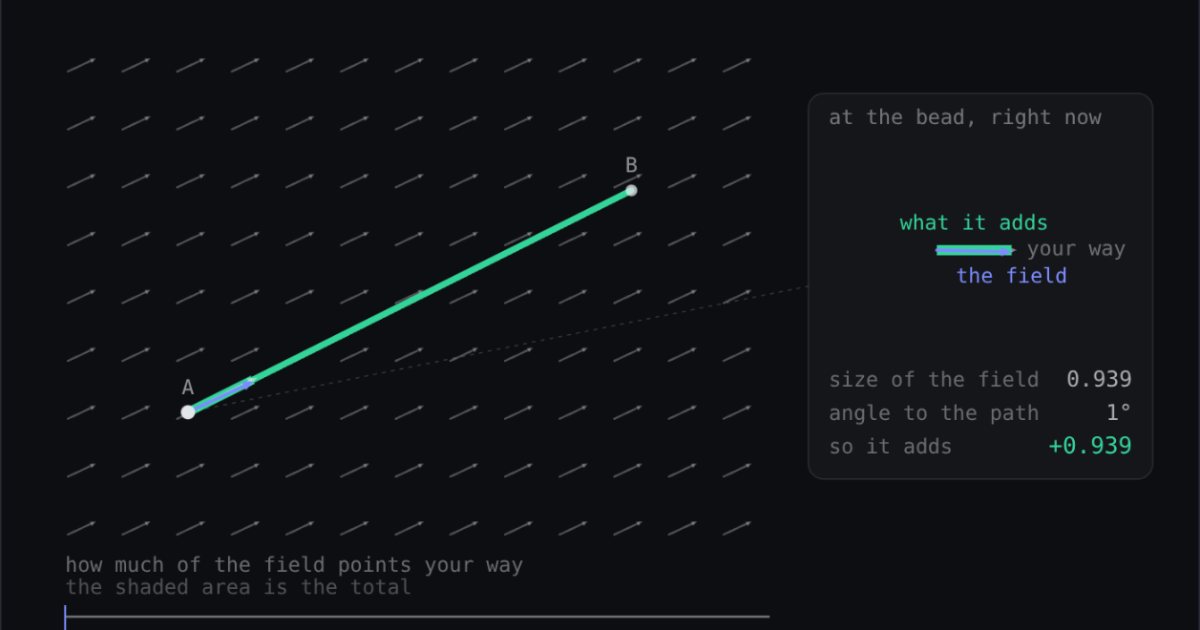 at the bead, right now
B
what it adds
your way
the field
A
size of the field 0.939
angle to the path 1°
so it adds +0.939
how much of the field points your way
the shaded area is the total